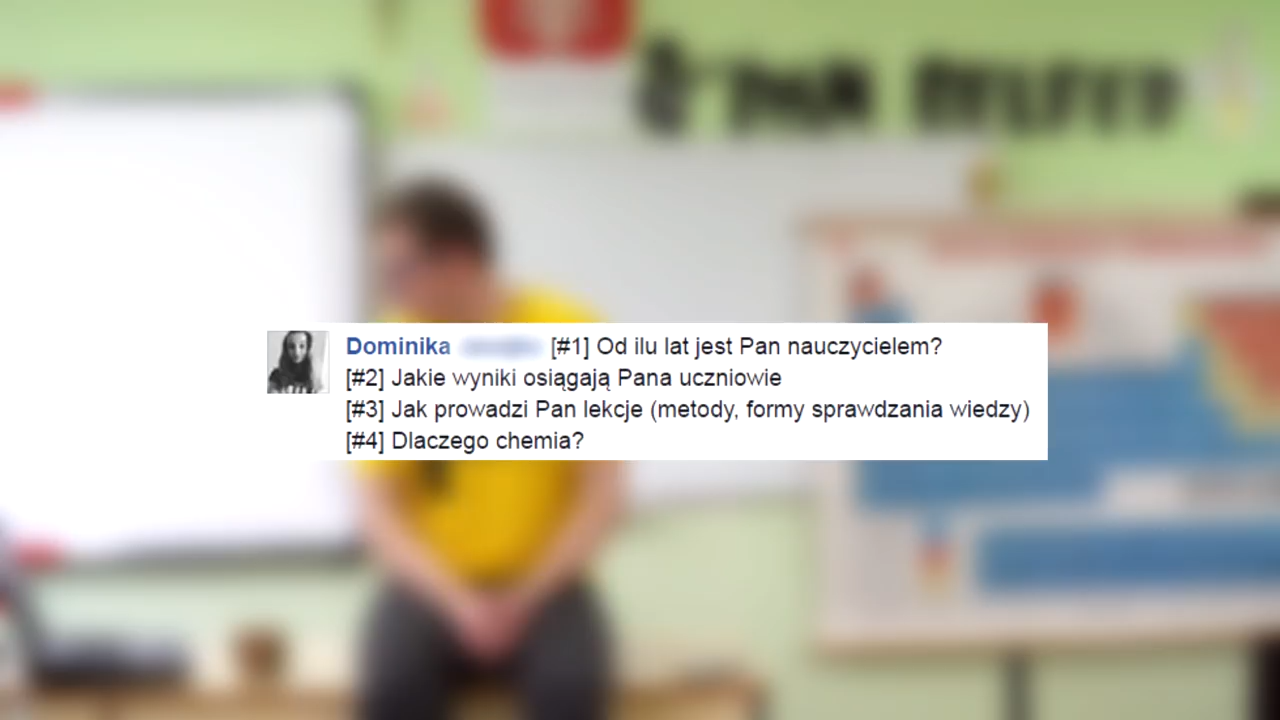 Dominika [#1] Od ilu lat jest Pan nauczycielem?
[#2] Jakie wyniki osiągają Pana uczniowie
[#3] Jak prowadzi Pan lekcje (metody, formy sprawdzania wiedzy)
[#4] Dlaczego chemia?